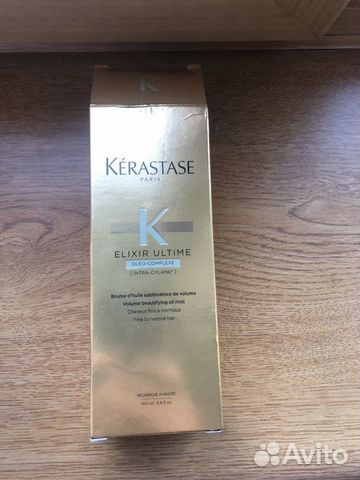 K
KÉRASTASE
PARIS
K
ELIXIR ULTIME
OLÉO-COMPLEXE
[ INTRA-CYLANE® ]
Brume d'huile sublimatrice de volume
Volume beautifying oil mist
Cheveux fins à normaux
Fine to normal hair
RECHERCHE AVANCÉE
100 ml 3.4 fl.oz
Avito